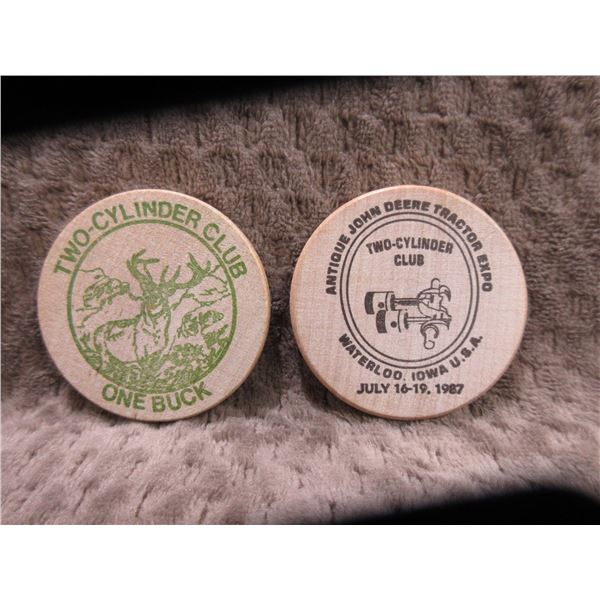 TWO-CYLINDER CLUB
ONE BUCK
ANTIQUE JOHN DEERE TRACTOR EXPO
TWO-CYLINDER
CLUB
WATERLOO, IOWA U.S.A.
JULY 16-19, 1987